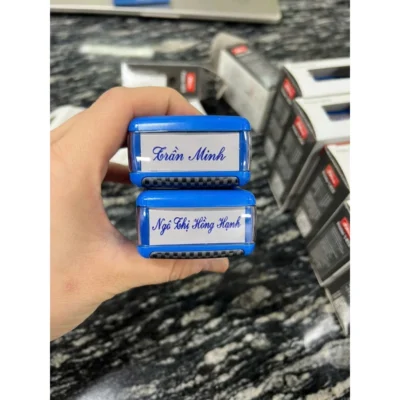 Trần Minh
Ngô Thị Hồng Hạnh